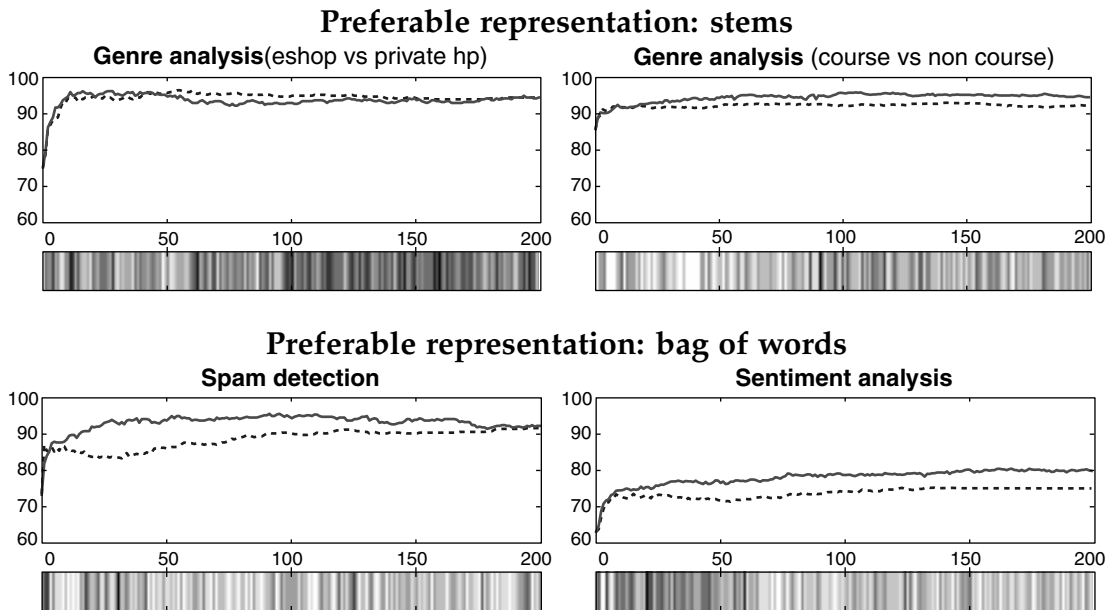 Preferable representation: stems
Genre analysis(eshop vs private hp)
100
90
80
70
60
0 50 100 150 200
Genre analysis (course vs non course)
100
90
80
70
60
0 50 100 150 200
Preferable representation: bag of words
Spam detection
100
90
80
70
60
0 50 100 150 200
Sentiment analysis
100
90
80
70
60
0 50 100 150 200